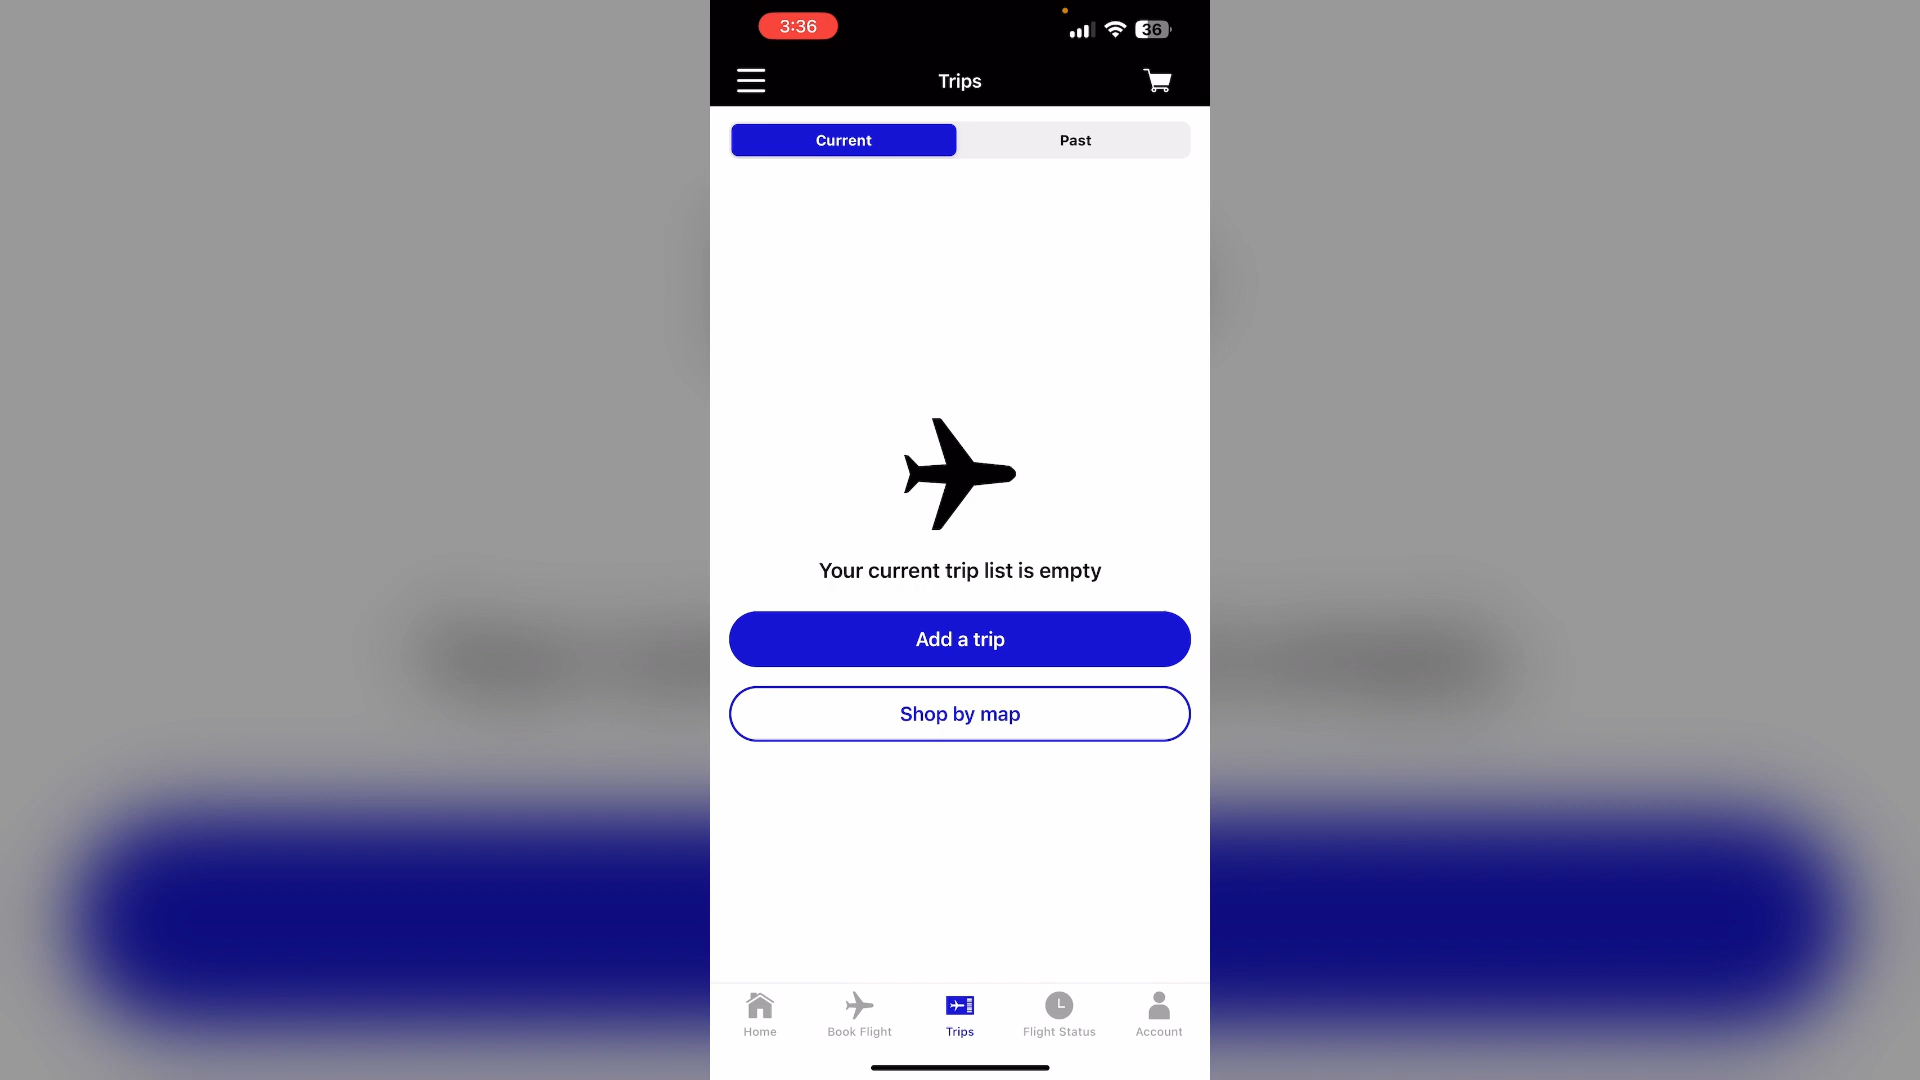 3:36
36
Trips
Current
Past
Your current trip list is empty
Add a trip
Shop by map
Home
Book Flight
Trips
Flight Status
Account